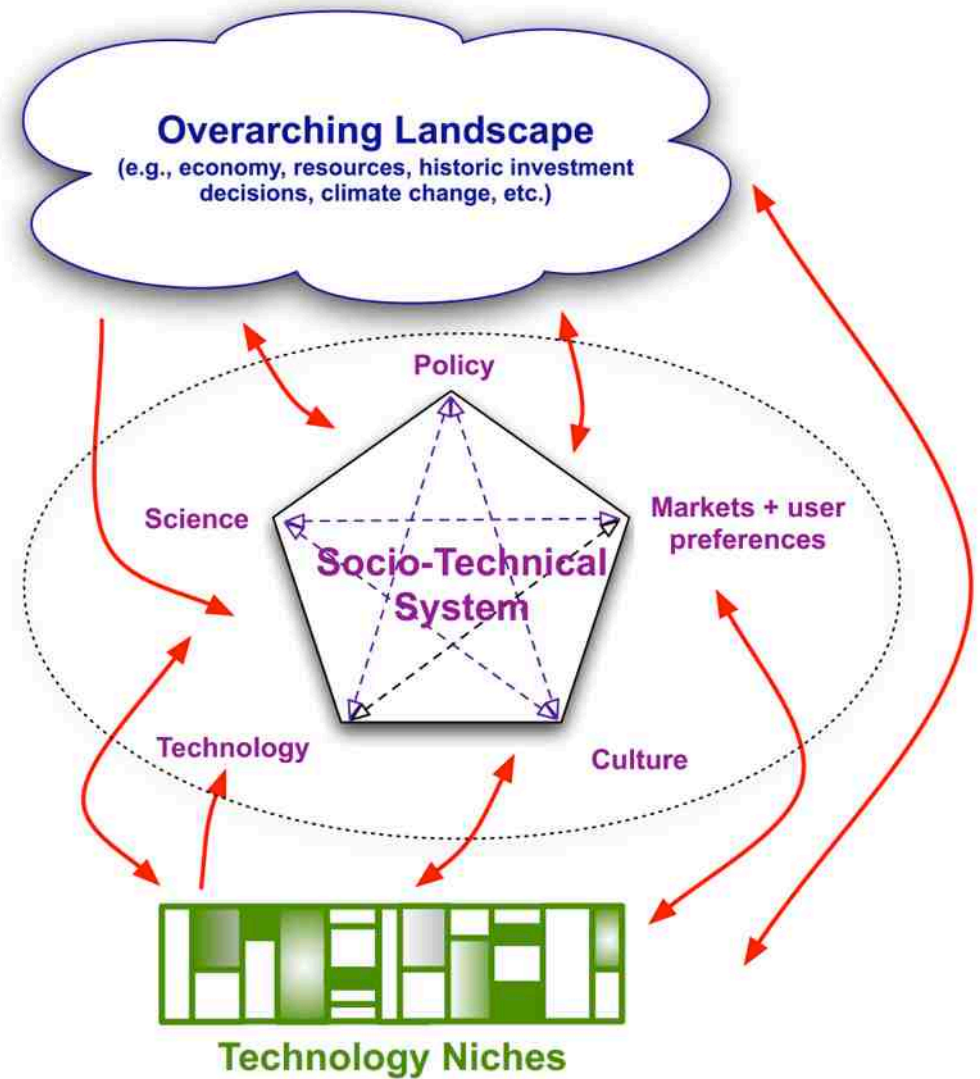 Overarching Landscape
(e.g., economy, resources, historic investment
decisions, climate change, etc.)
Policy
Science
Markets + user
preferences
Socio-Technical
System
Technology
Culture
Technology Niches